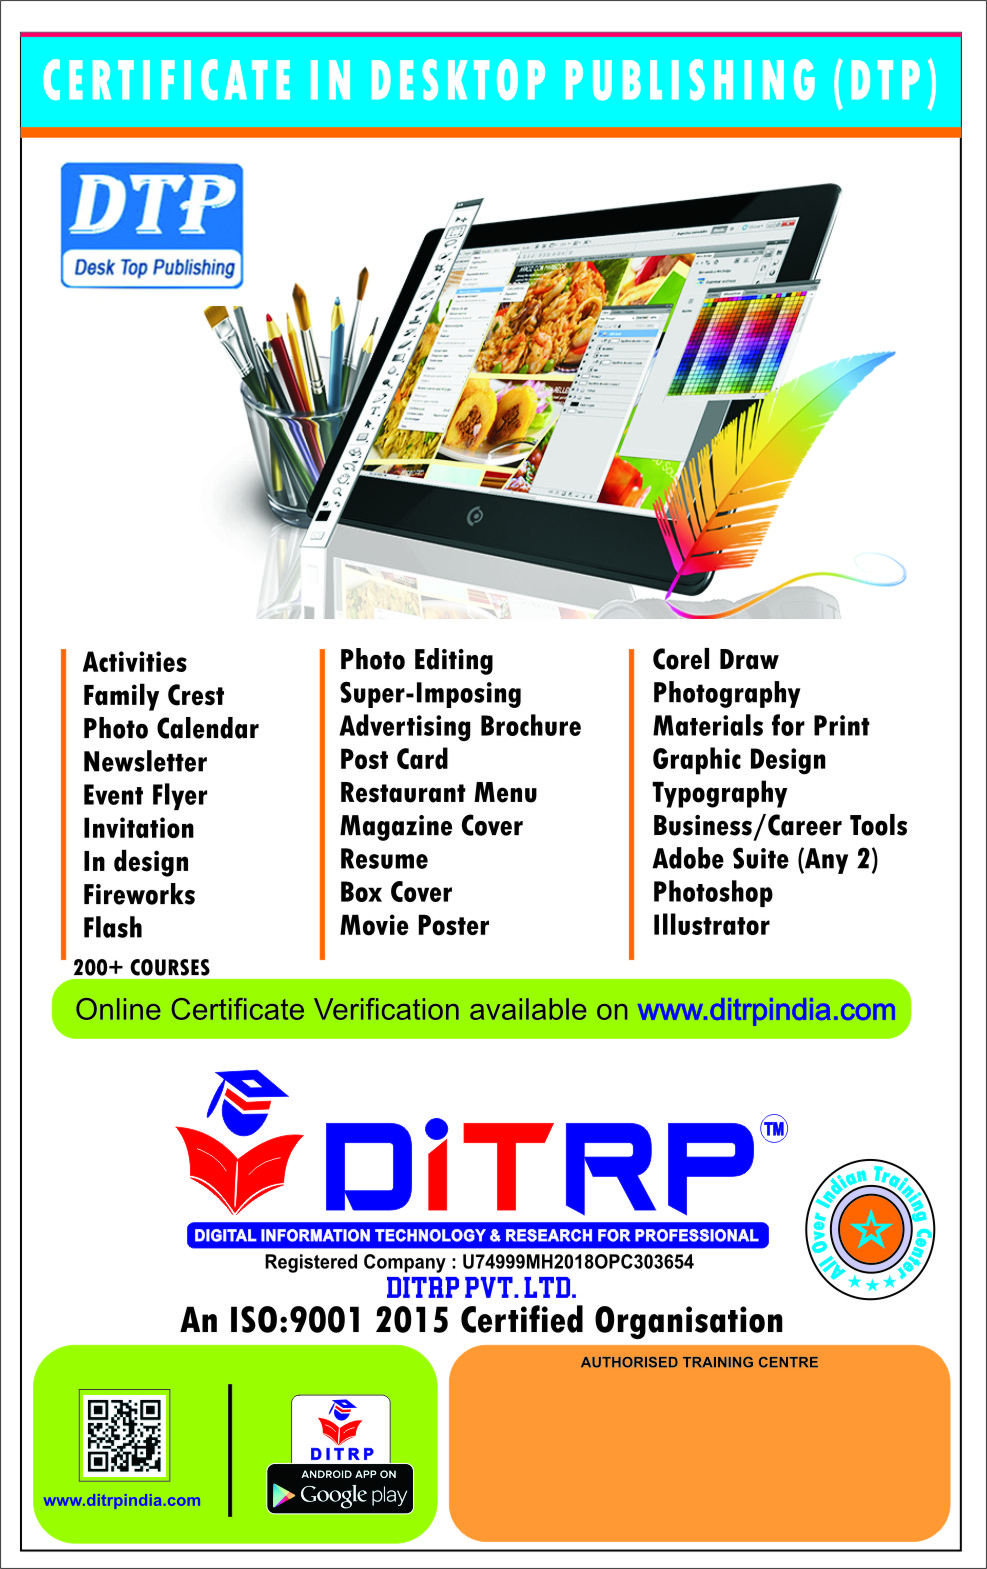 CERTIFICATE IN DESKTOP PUBLISHING (DTP)
DTP
Desk Top Publishing
Activities
Family Crest
Photo Calendar
Newsletter
Event Flyer
Invitation
In design
Fireworks
Flash
Photo Editing
Super-Imposing
Advertising Brochure
Post Card
Restaurant Menu
Magazine Cover
Resume
Box Cover
Movie Poster
Corel Draw
Photography
Materials for Print
Graphic Design
Typography
Business/Career Tools
Adobe Suite (Any 2)
Photoshop
Illustrator
200+ COURSES
Online Certificate Verification available on www.ditrpindia.com
DiTRP TM
DIGITAL INFORMATION TECHNOLOGY & RESEARCH FOR PROFESSIONAL
Registered Company : U74999MH2018OPC303654
DITRP PVT. LTD.
An ISO:9001 2015 Certified Organisation
All Over Indian Training Center
www.ditrpindia.com
DITRP
ANDROID APP ON
Google play
AUTHORISED TRAINING CENTRE